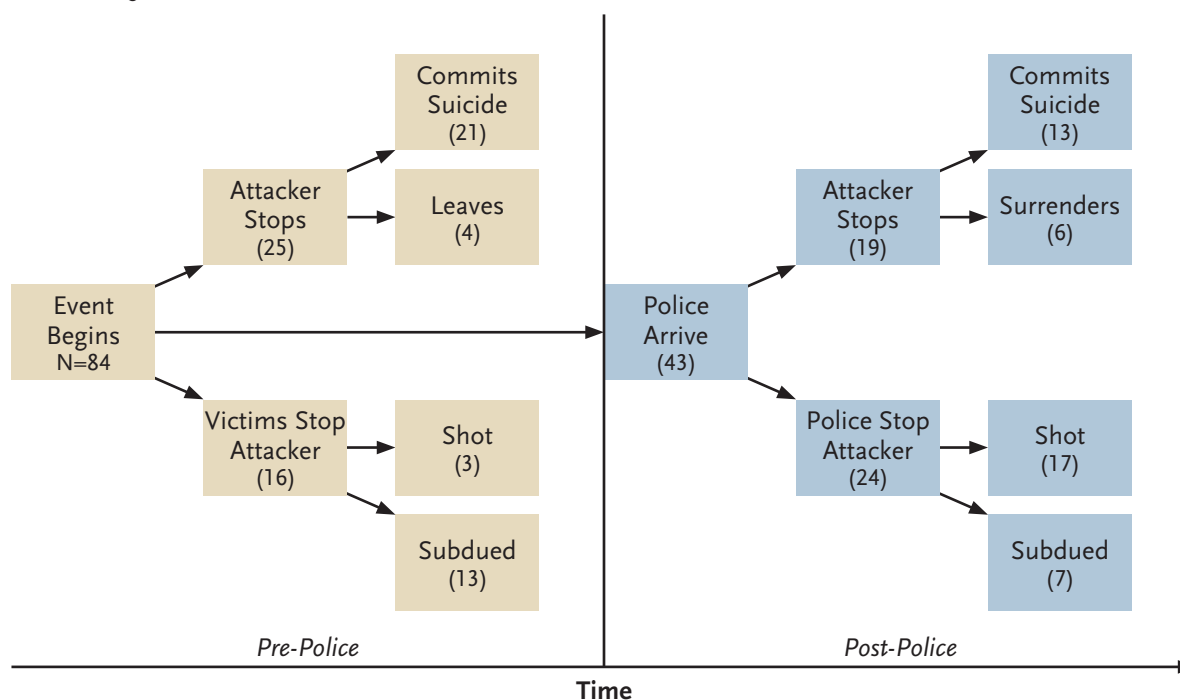 Commits
Suicide
(21)
Attacker
Stops
(25)
Leaves
(4)
Event
Begins
N=84
Victims Stop
Attacker
(16)
Shot
(3)
Subdued
(13)
Pre-Police
Commits
Suicide
(13)
Attacker
Stops
(19)
Surrenders
(6)
Police
Arrive
(43)
Police Stop
Attacker
(24)
Shot
(17)
Subdued
(7)
Post-Police
Time